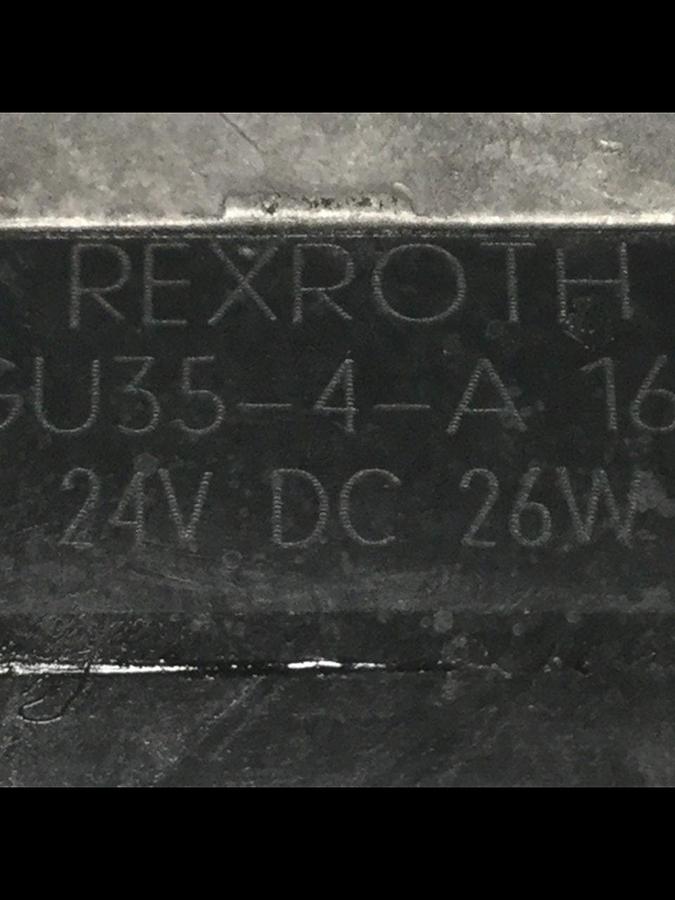 REXROTH
GU35-4-A 16
24V DC 26W